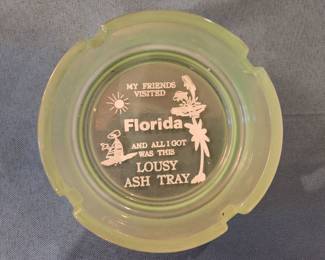 MY FRIENDS
VISITED
Florida
AND ALL I GOT
WAS THIS
LOUSY
ASH TRAY